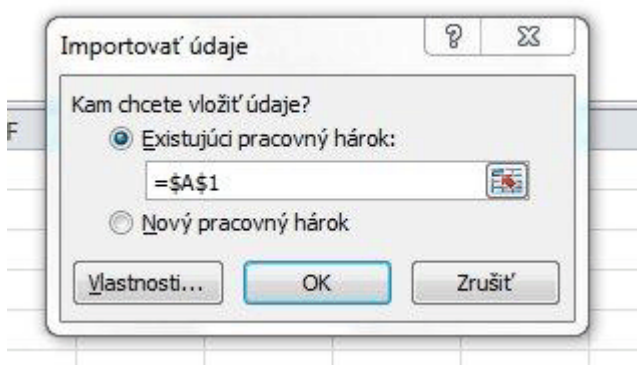 Importovať údaje
Kam chcete vložiť údaje?
F
Existujúci pracovný hárok:
=$A$1
Nový pracovný hárok
Vlastnosti... OK Zrušiť